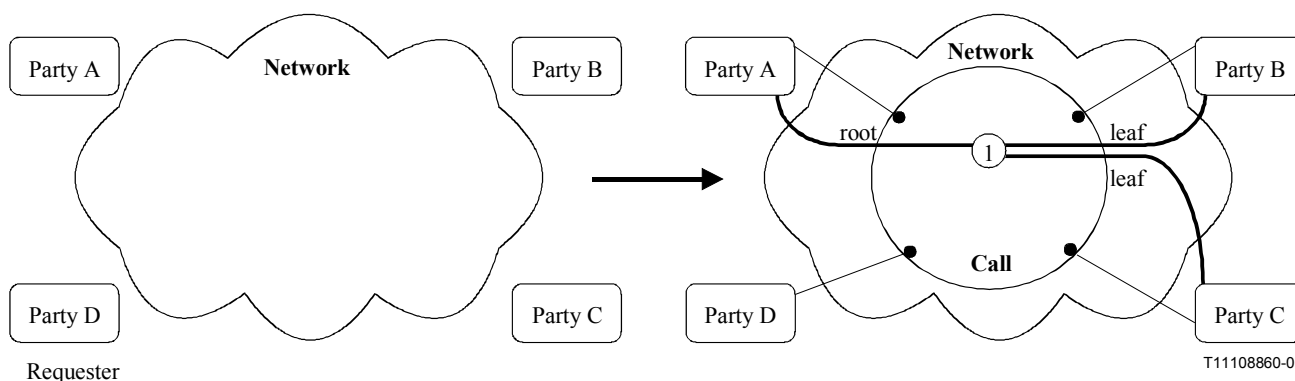 Party A
Network
Party B
Party D
Party C
Requester
Party A
Network
Party B
root
1
leaf
leaf
Call
Party D
Party C
T11108860-0